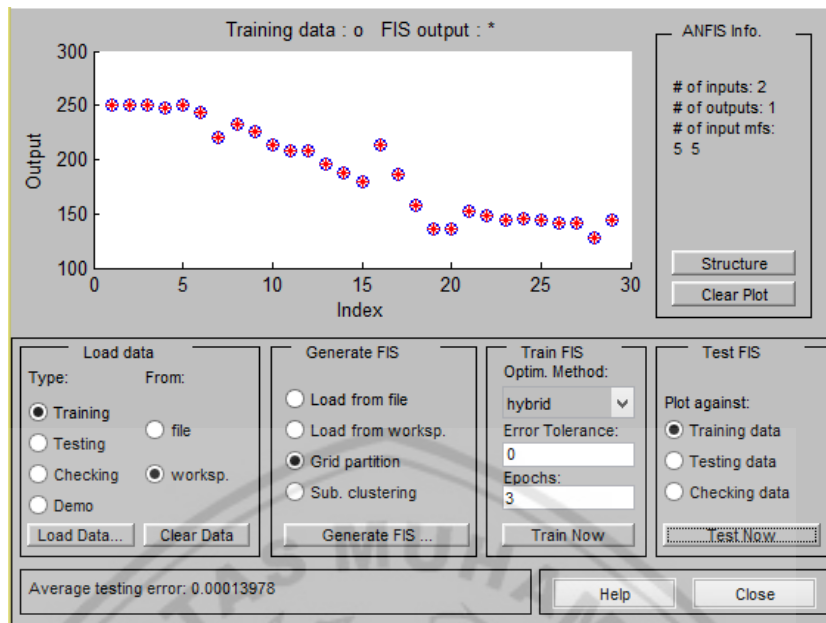 Training data : o   FIS output : *
300
250
200
150
100
Output
0
5
10
15
20
25
30
Index
ANFIS Info.
# of inputs: 2
# of outputs: 1
# of input mfs:
5  5
Structure
Clear Plot
Load data
Type:
From:
Training
Testing
Checking
Demo
file
worksp.
Load Data...
Clear Data
Generate FIS
Load from file
Load from worksp.
Grid partition
Sub. clustering
Generate FIS ...
Train FIS
Optim. Method:
hybrid
Error Tolerance:
0
Epochs:
3
Train Now
Test FIS
Plot against:
Training data
Testing data
Checking data
Test Now
Average testing error: 0.00013978
Help
Close
TAS MUHAM